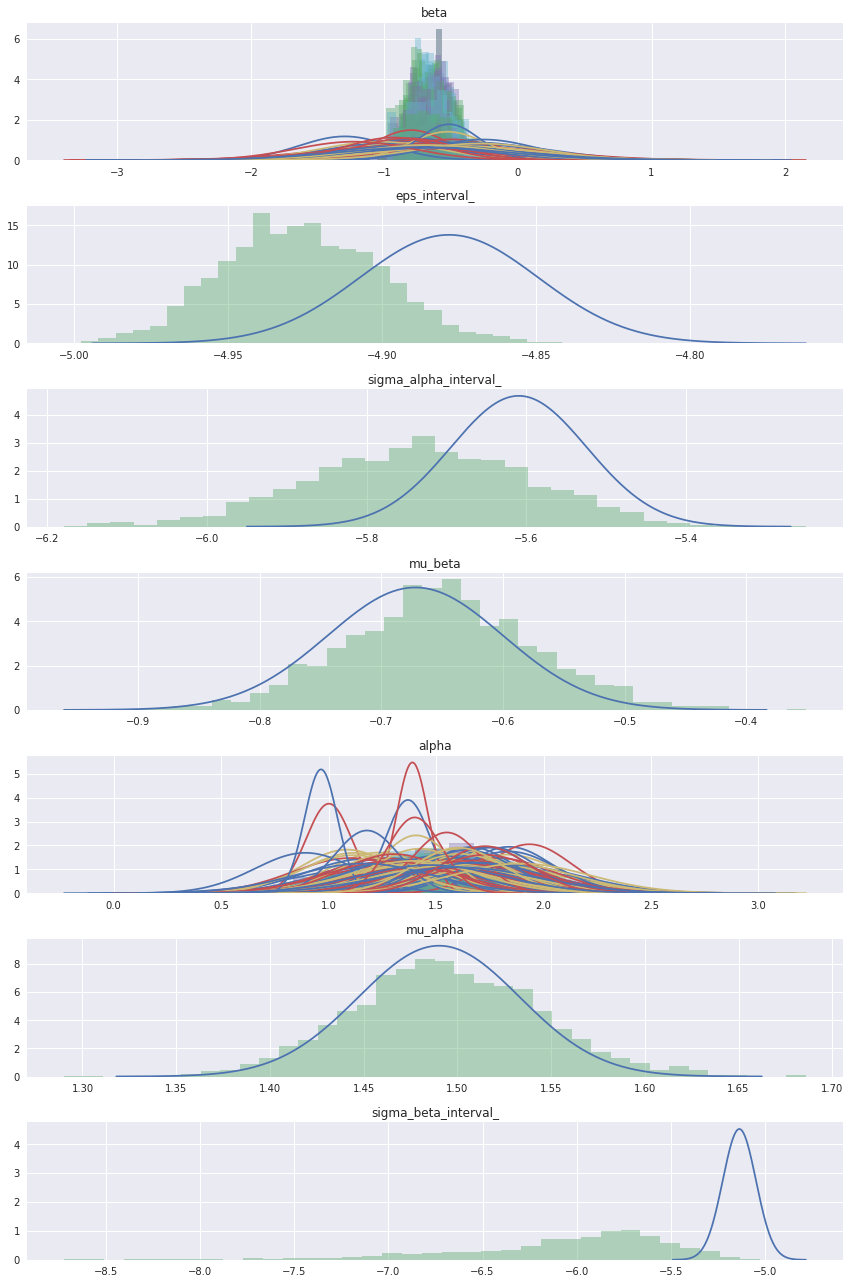 beta
6
4
2
0
−3 −2 −1 0 1 2
eps_interval_
15
10
5
0
−5.00 −4.95 −4.90 −4.85 −4.80
sigma_alpha_interval_
4
3
2
1
0
−6.2 −6.0 −5.8 −5.6 −5.4
mu_beta
6
4
2
0
−0.9 −0.8 −0.7 −0.6 −0.5 −0.4
alpha
5
4
3
2
1
0
0.0 0.5 1.0 1.5 2.0 2.5 3.0
mu_alpha
8
6
4
2
0
1.30 1.35 1.40 1.45 1.50 1.55 1.60 1.65 1.70
sigma_beta_interval_
4
3
2
1
0
−8.5 −8.0 −7.5 −7.0 −6.5 −6.0 −5.5 −5.0